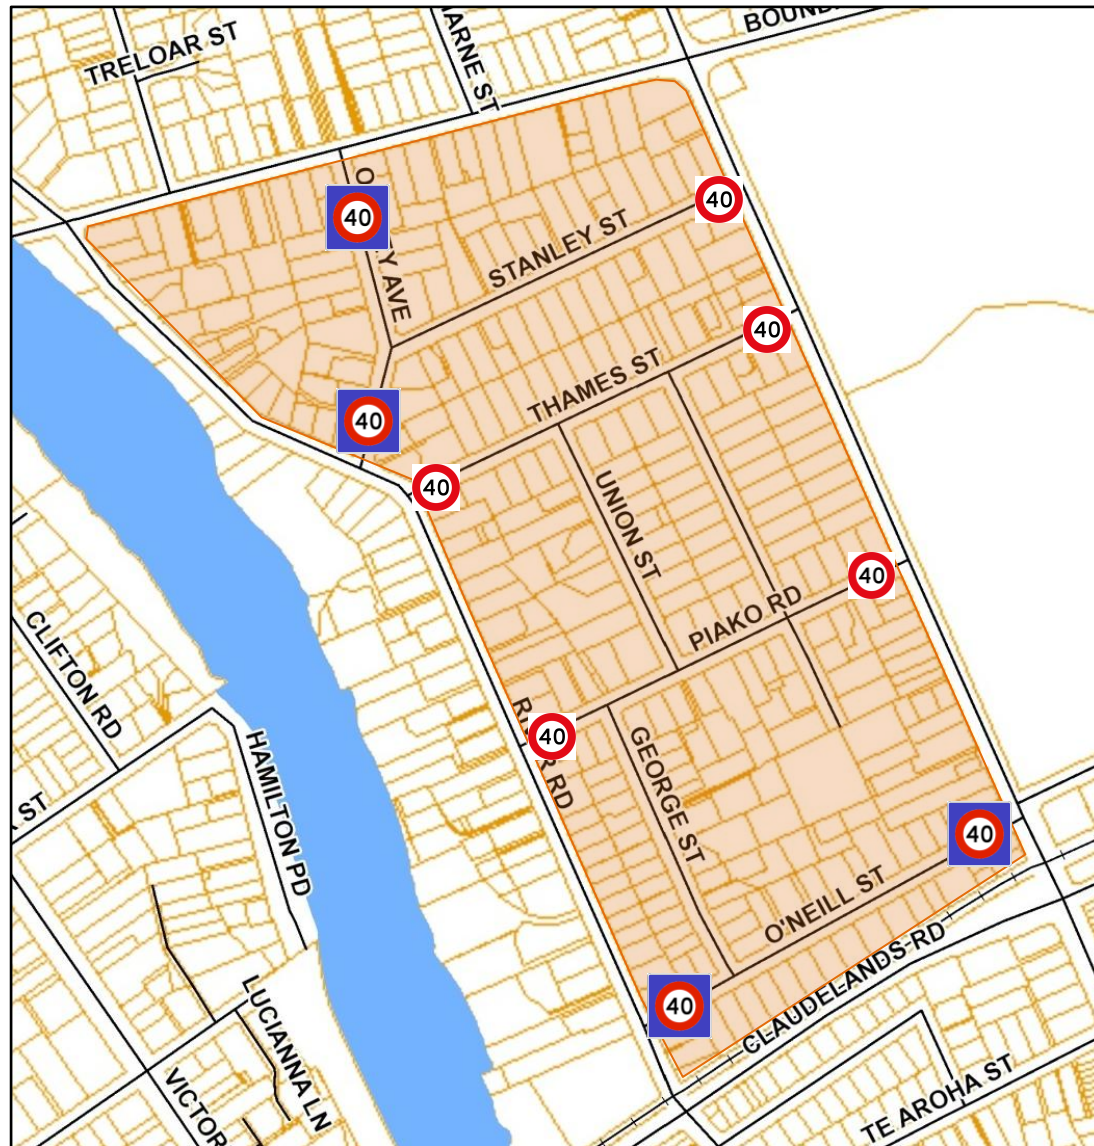 TRELOAR ST
ARNE ST
BOUND
40
40
STANLEY ST
Y AVE
40
THAMES ST
40
40
UNION ST
40
PIAKO RD
CLIFTON RD
RIVER RD
40
HAMILTON PD
GEORGE ST
ST
40
O'NEILL ST
40
CLAUDELANDS RD
LUCIANNA LN
VICTOR
TE AROHA ST